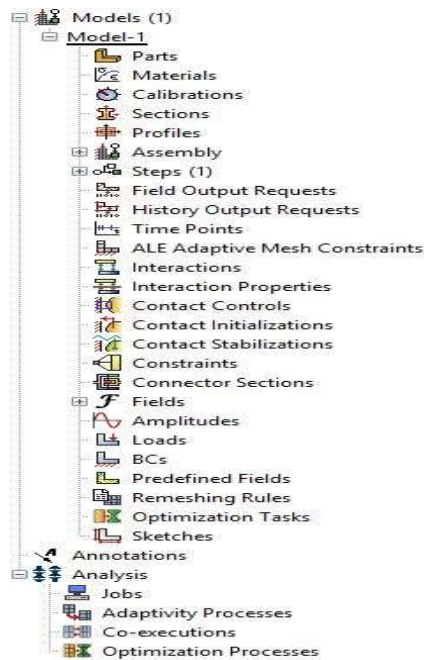 Models (1)
Model-1
Parts
Materials
Calibrations
Sections
Profiles
Assembly
Steps (1)
Field Output Requests
History Output Requests
Time Points
ALE Adaptive Mesh Constraints
Interactions
Interaction Properties
Contact Controls
Contact Initializations
Contact Stabilizations
Constraints
Connector Sections
Fields
Amplitudes
Loads
BCs
Predefined Fields
Remeshing Rules
Optimization Tasks
Sketches
Annotations
Analysis
Jobs
Adaptivity Processes
Co-executions
Optimization Processes